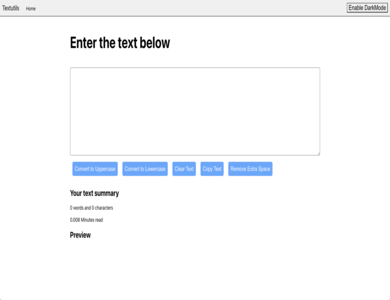 Textutils Home Enable DarkMode
Enter the text below
Convert to Uppercase Convert to Lowercase Clear Text Copy Text Remove Extra Space
Your text summary
0 words and 0 characters
0.008 Minutes read
Preview